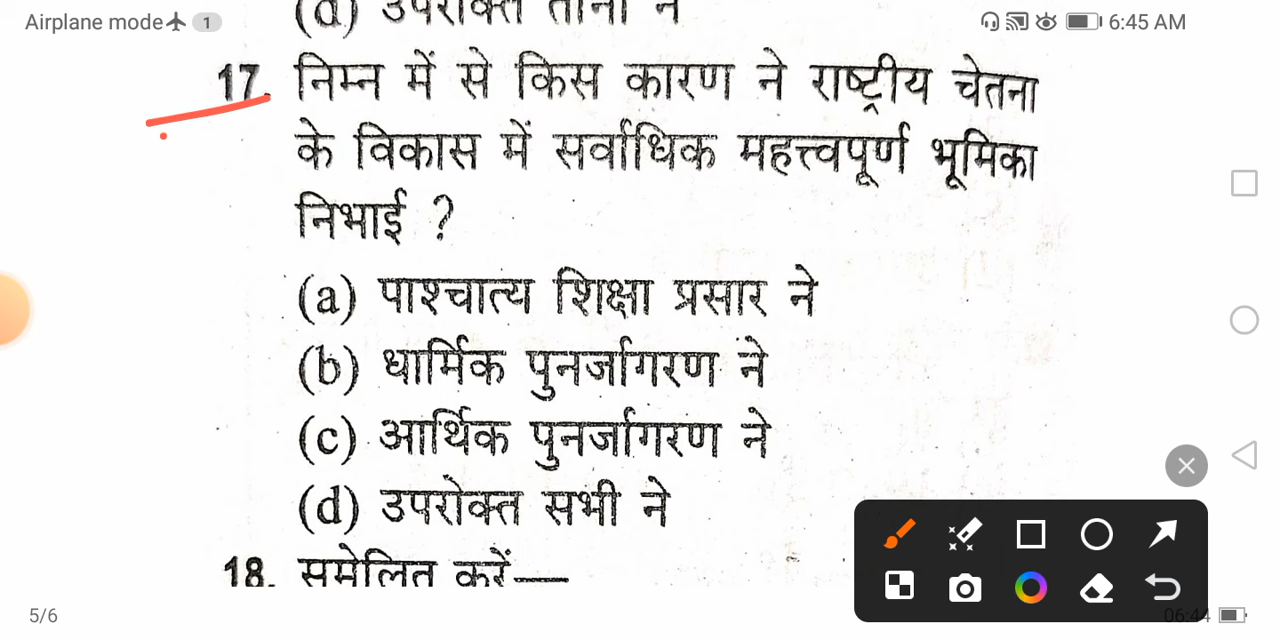 Airplane mode 1 6:45 AM
(d) उपरोक्त तीनों ने
17. निम्न में से किस कारण ने राष्ट्रीय चेतना
के विकास में सर्वाधिक महत्त्वपूर्ण भूमिका
निभाई ?
(a) पाश्चात्य शिक्षा प्रसार ने
(b) धार्मिक पुनर्जागरण ने
(c) आर्थिक पुनर्जागरण ने
(d) उपरोक्त सभी ने
18. सुमेलित करें—
5/6 06:44